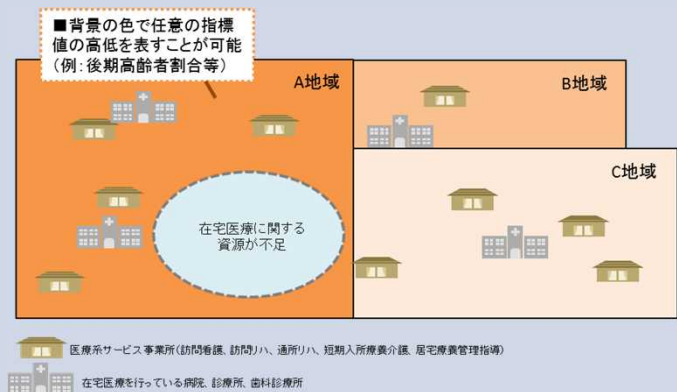 ■背景の色で任意の指標
値の高低を表すことが可能
（例：後期高齢者割合等）
A地域
B地域
C地域
在宅医療に関する
資源が不足
医療系サービス事業所(訪問看護、訪問リハ、通所リハ、短期入所療養介護、居宅療養管理指導)
在宅医療を行っている病院、診療所、歯科診療所